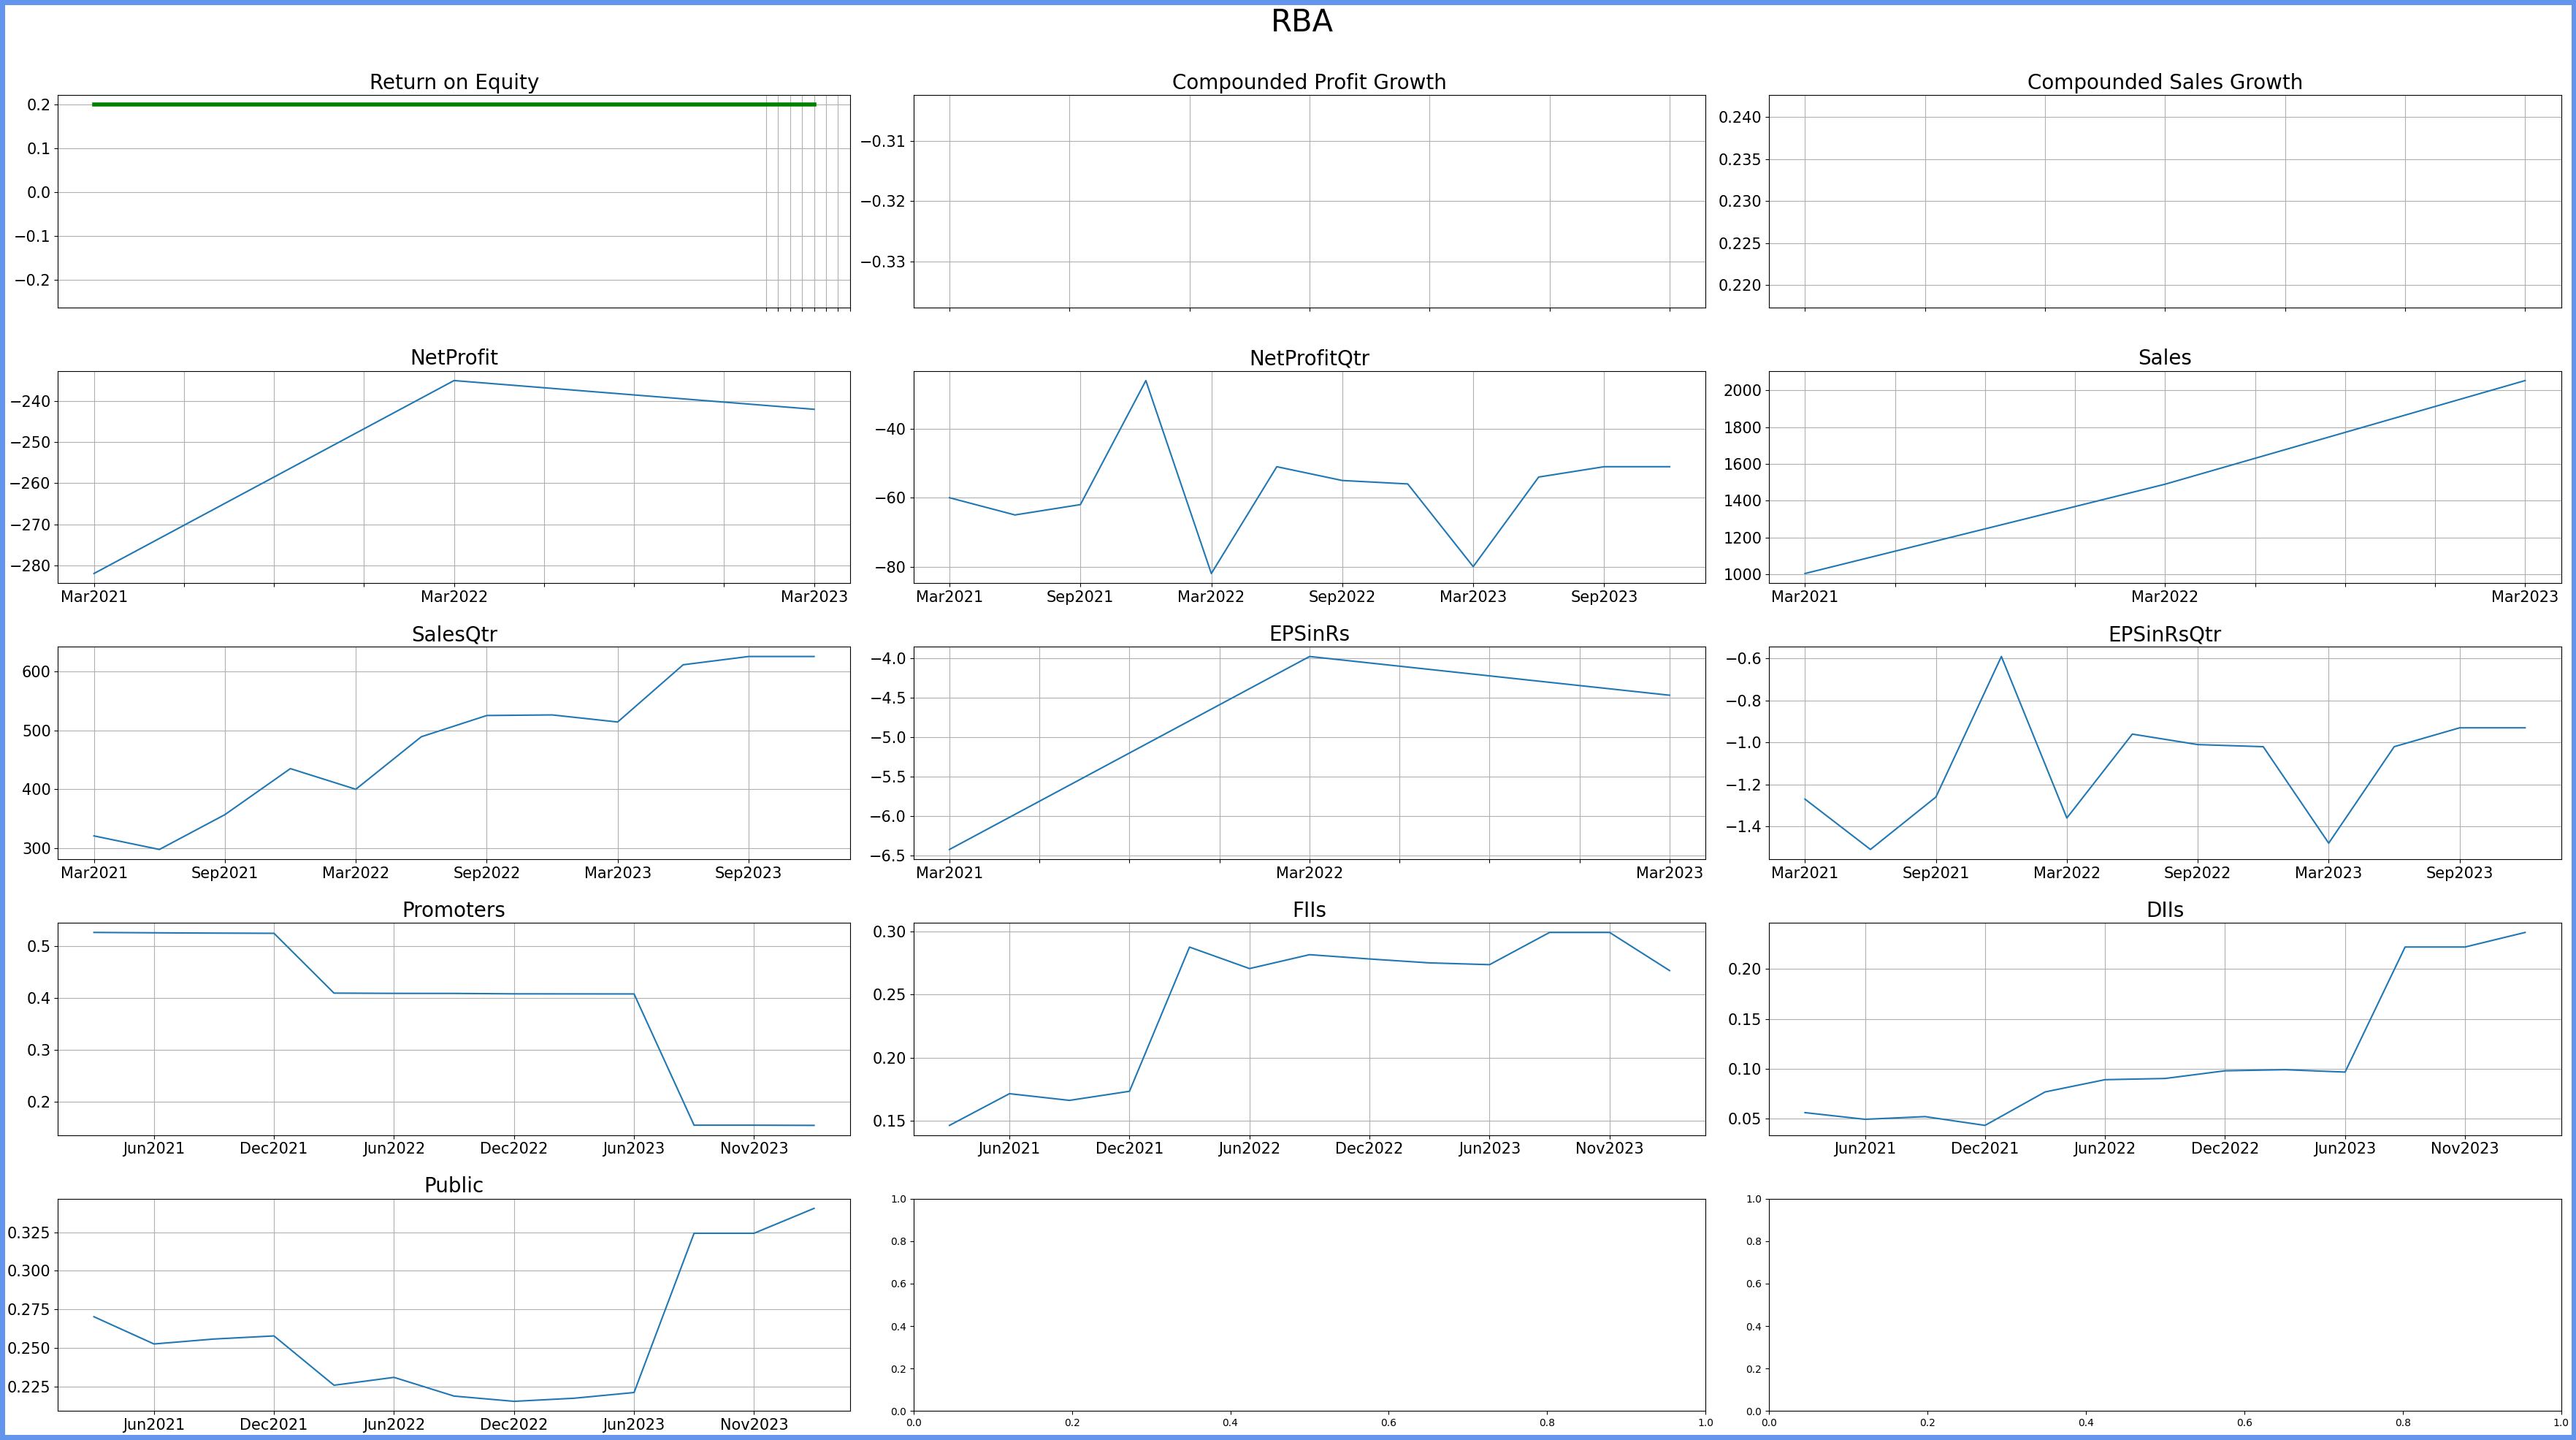 RBA
Return on Equity
Compounded Profit Growth
Compounded Sales Growth
0.2
0.1
0.0
−0.1
−0.2
−0.31
−0.32
−0.33
0.240
0.235
0.230
0.225
0.220
NetProfit
NetProfitQtr
Sales
−240
−250
−260
−270
−280
Mar2021 Mar2022 Mar2023
−40
−60
−80
Mar2021 Sep2021 Mar2022 Sep2022 Mar2023 Sep2023
2000
1800
1600
1400
1200
1000
Mar2021 Mar2022 Mar2023
SalesQtr
EPSinRs
EPSinRsQtr
600
500
400
300
Mar2021 Sep2021 Mar2022 Sep2022 Mar2023 Sep2023
−4.0
−4.5
−5.0
−5.5
−6.0
−6.5
Mar2021 Mar2022 Mar2023
−0.6
−0.8
−1.0
−1.2
−1.4
Mar2021 Sep2021 Mar2022 Sep2022 Mar2023 Sep2023
Promoters
FIIs
DIIs
0.5
0.4
0.3
0.2
Jun2021 Dec2021 Jun2022 Dec2022 Jun2023 Nov2023
0.30
0.25
0.20
0.15
Jun2021 Dec2021 Jun2022 Dec2022 Jun2023 Nov2023
0.20
0.15
0.10
0.05
Jun2021 Dec2021 Jun2022 Dec2022 Jun2023 Nov2023
Public
0.325
0.300
0.275
0.250
0.225
Jun2021 Dec2021 Jun2022 Dec2022 Jun2023 Nov2023
1.0
0.8
0.6
0.4
0.2
0.0
0.0 0.2 0.4 0.6 0.8 1.0
1.0
0.8
0.6
0.4
0.2
0.0
0.0 0.2 0.4 0.6 0.8 1.0